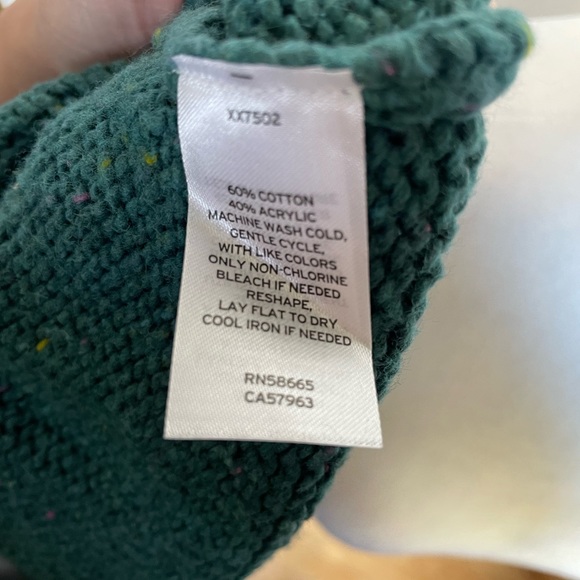 XX7502
60% COTTON
40% ACRYLIC
MACHINE WASH COLD,
GENTLE CYCLE,
WITH LIKE COLORS
ONLY NON-CHLORINE
BLEACH IF NEEDED
RESHAPE,
LAY FLAT TO DRY
COOL IRON IF NEEDED
RN58665
CA57963